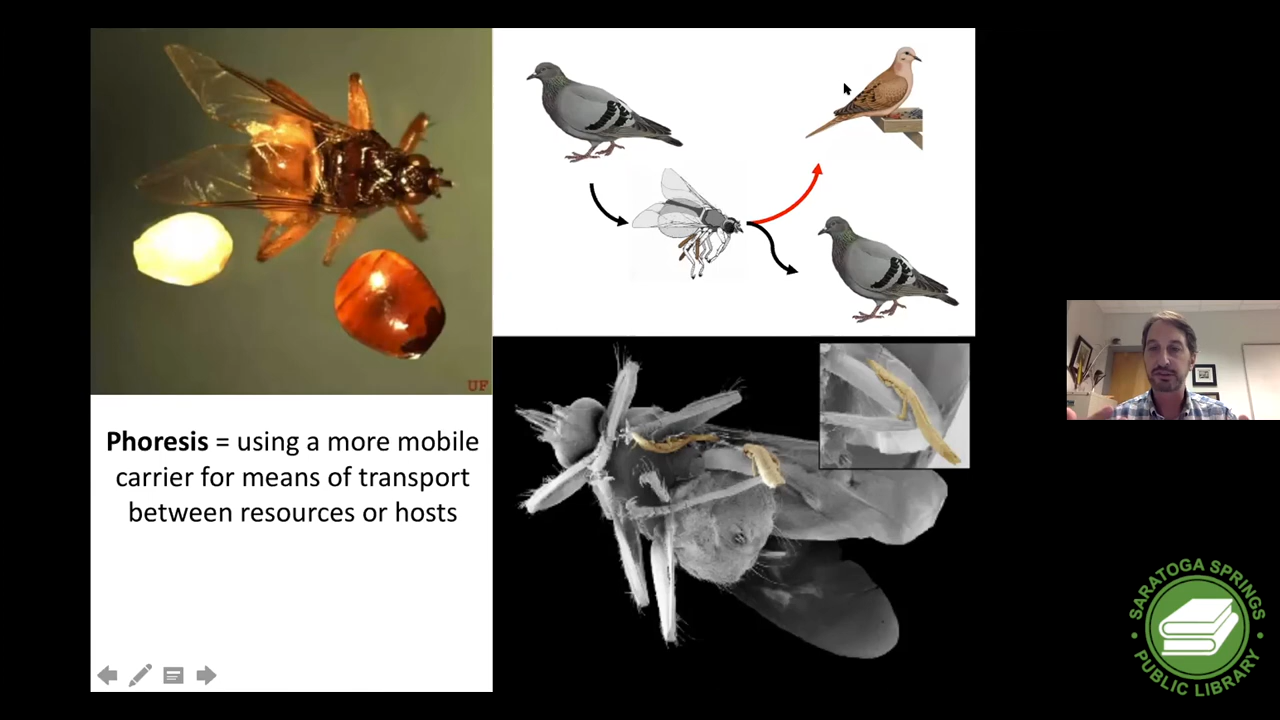 UF
Phoresis = using a more mobile
carrier for means of transport
between resources or hosts
SARATOGA SPRINGS
PUBLIC LIBRARY